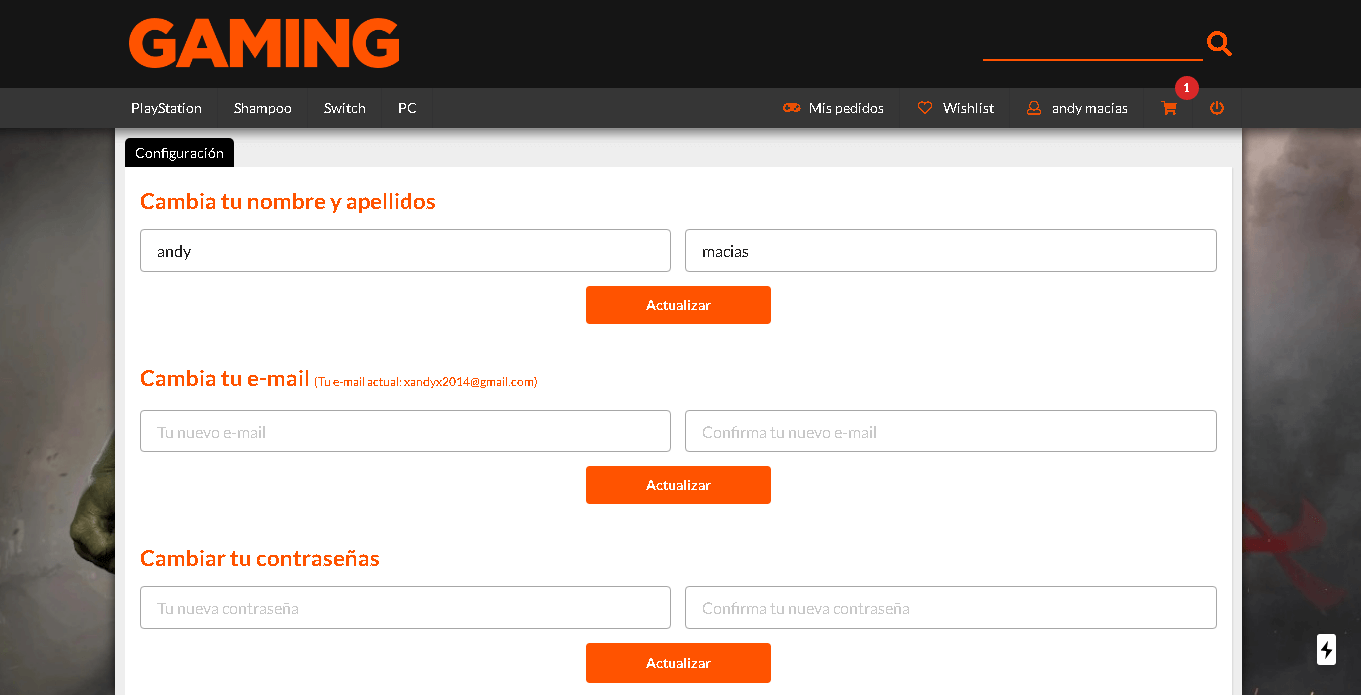 GAMING
PlayStation Shampoo Switch PC Mis pedidos Wishlist andy macias 1
Configuración
Cambia tu nombre y apellidos
andy macias
Actualizar
Cambia tu e-mail (Tu e-mail actual: xandyx2014@gmail.com)
Tu nuevo e-mail Confirma tu nuevo e-mail
Actualizar
Cambiar tu contraseñas
Tu nueva contraseña Confirma tu nueva contraseña
Actualizar